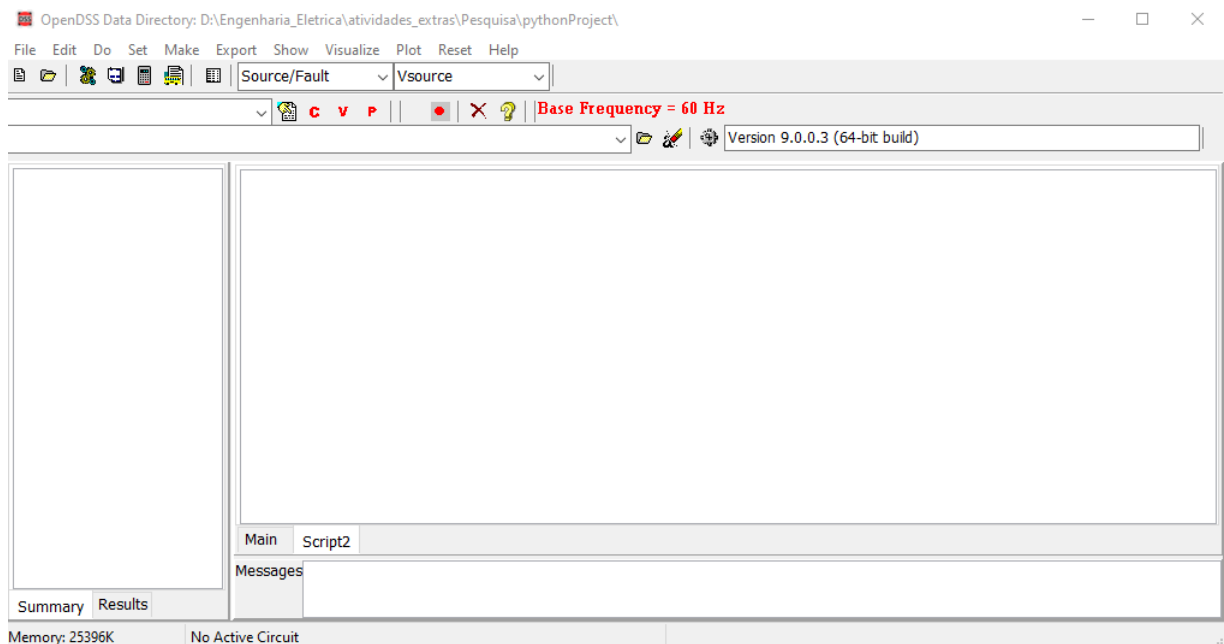 OpenDSS Data Directory: D:\Engenharia_Eletrica\atividades_extras\Pesquisa\pythonProject\
File Edit Do Set Make Export Show Visualize Plot Reset Help
Source/Fault Vsource
C V P Base Frequency = 60 Hz
Version 9.0.0.3 (64-bit build)
Main Script2
Messages
Summary Results
Memory: 25396K No Active Circuit